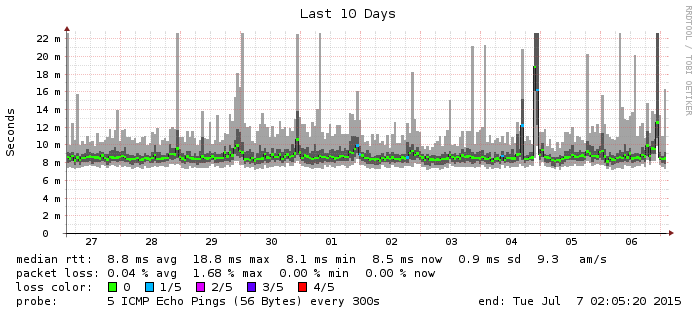 Last 10 Days
RRDTOOL / TOBI OETIKER
Seconds
22 m
20 m
18 m
16 m
14 m
12 m
10 m
8 m
6 m
4 m
2 m
0
27 28 29 30 01 02 03 04 05 06
median rtt: 8.8 ms avg 18.8 ms max 8.1 ms min 8.5 ms now 0.9 ms sd 9.3 am/s
packet loss: 0.04 % avg 1.68 % max 0.00 % min 0.00 % now
loss color: 0 1/5 2/5 3/5 4/5
probe: 5 ICMP Echo Pings (56 Bytes) every 300s end: Tue Jul 7 02:05:20 2015